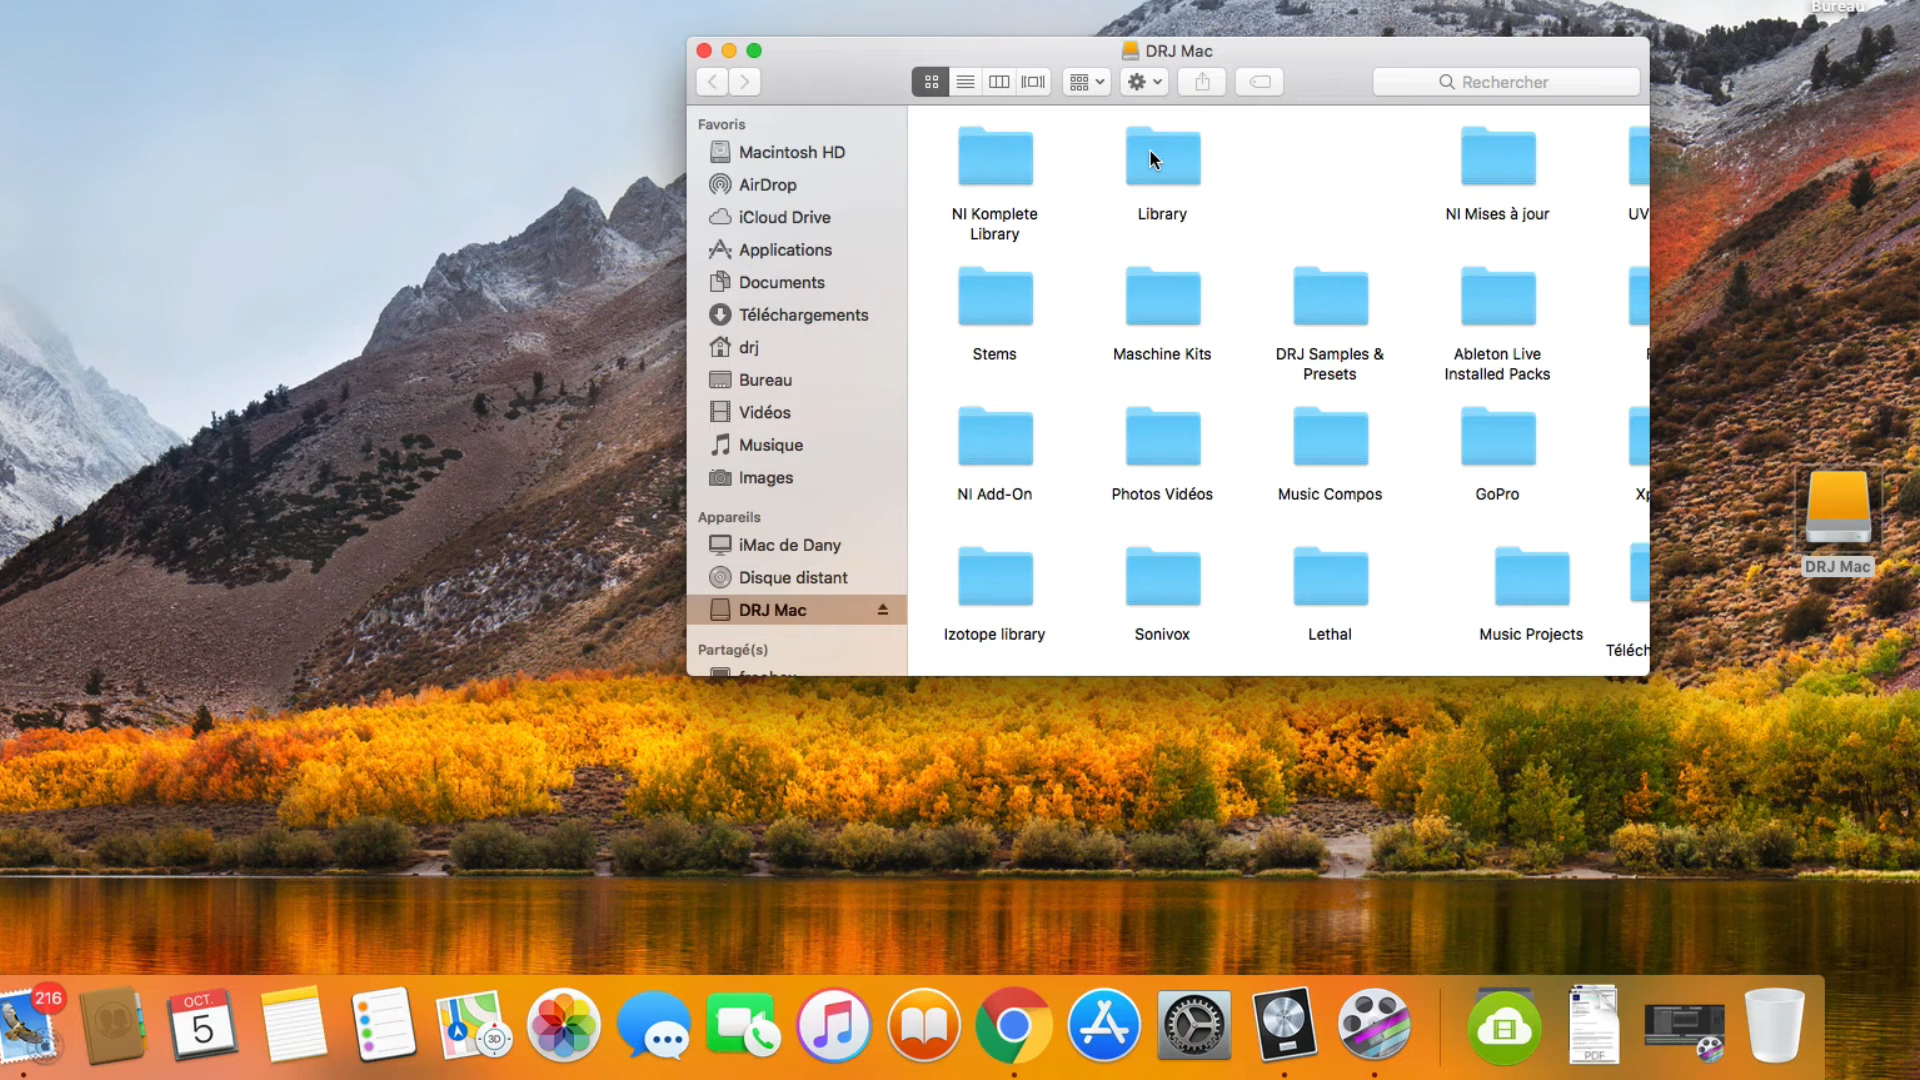 Bureau
DRJ Mac
Rechercher
Favoris
Macintosh HD
AirDrop
iCloud Drive
Applications
Documents
Téléchargements
drj
Bureau
Vidéos
Musique
Images
Appareils
iMac de Dany
Disque distant
DRJ Mac
Partagé(s)
NI Komplete
Library
Library
NI Mises à jour
UV
Stems
Maschine Kits
DRJ Samples &
Presets
Ableton Live
Installed Packs
NI Add-On
Photos Vidéos
Music Compos
GoPro
Xp
Izotope library
Sonivox
Lethal
Music Projects
Téléch
DRJ Mac
216
OCT.
5
3D
PDF